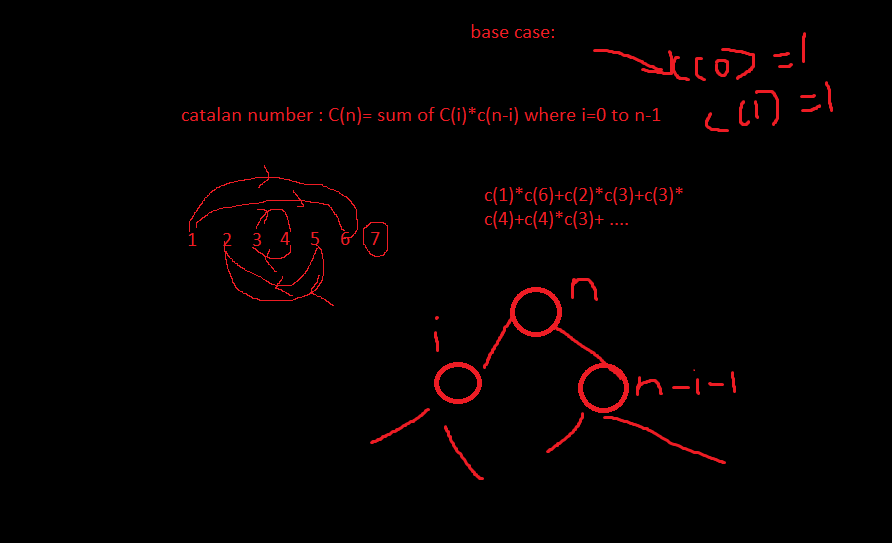 base case:
c(0)=1
c(1)=1
catalan number : C(n)= sum of C(i)*c(n-i) where i=0 to n-1
c(1)*c(6)+c(2)*c(3)+c(3)*
c(4)+c(4)*c(3)+ ....
1 2 3 4 5 6 7
n
i
n-i-1